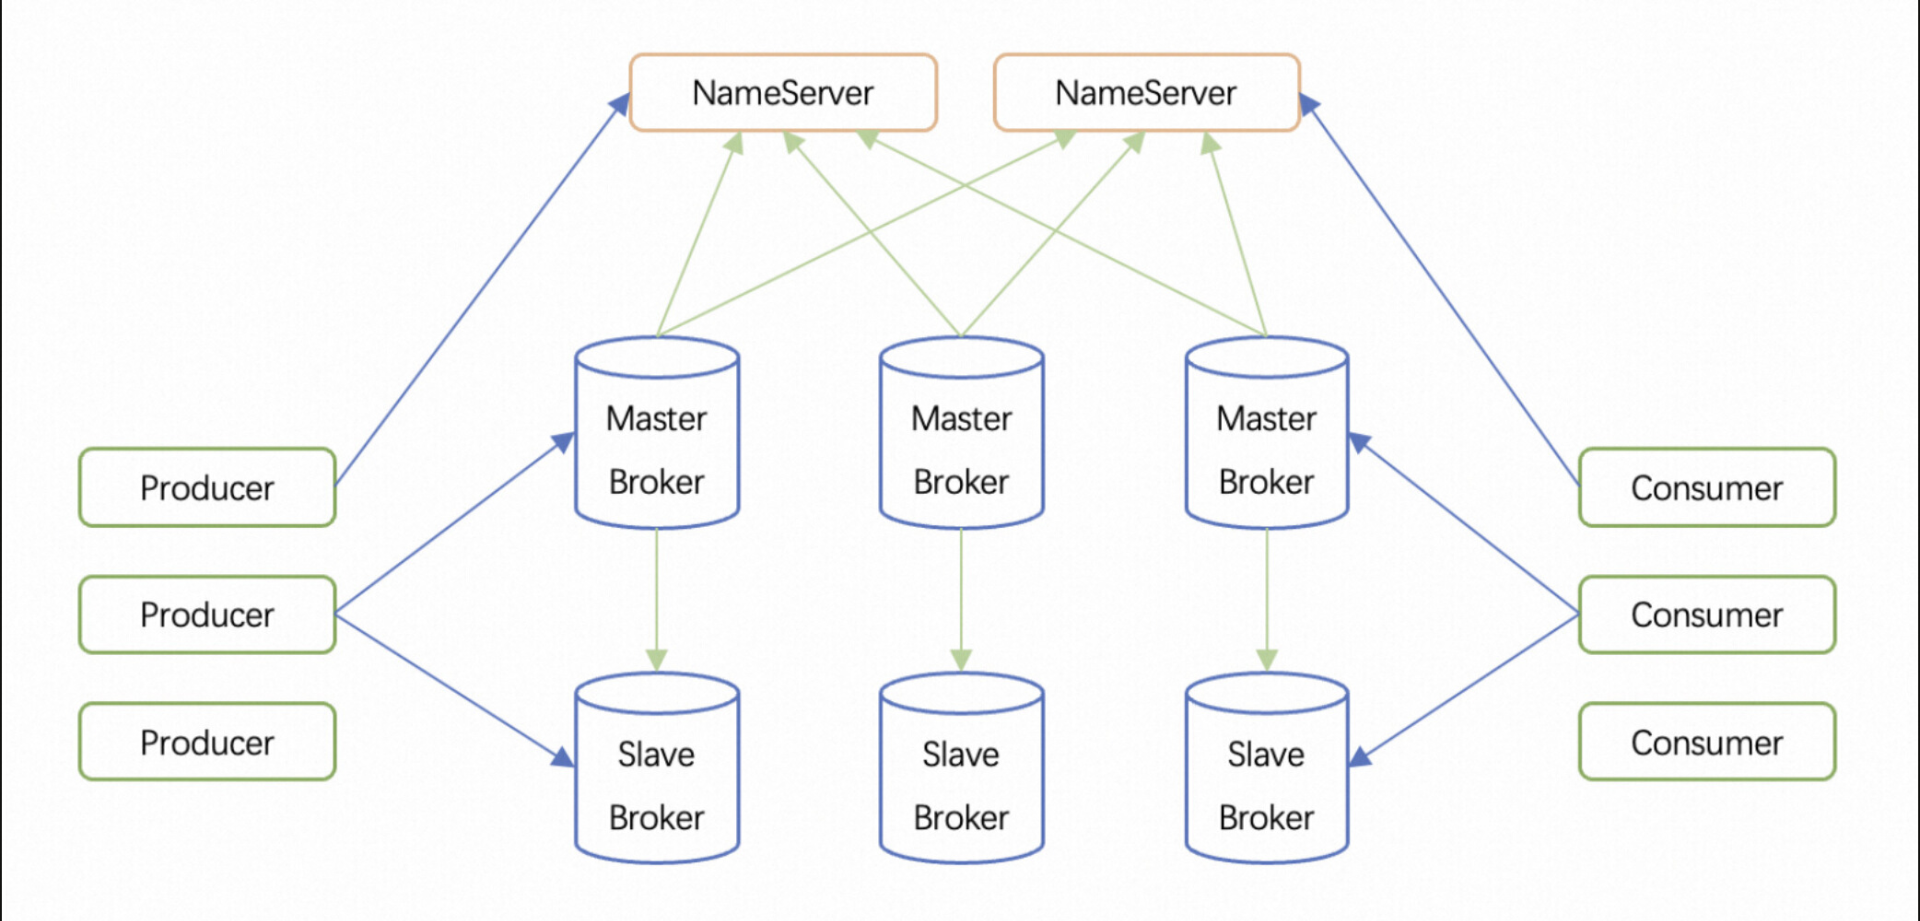 NameServer
NameServer
Master
Broker
Master
Broker
Master
Broker
Producer
Producer
Producer
Consumer
Consumer
Consumer
Slave
Broker
Slave
Broker
Slave
Broker